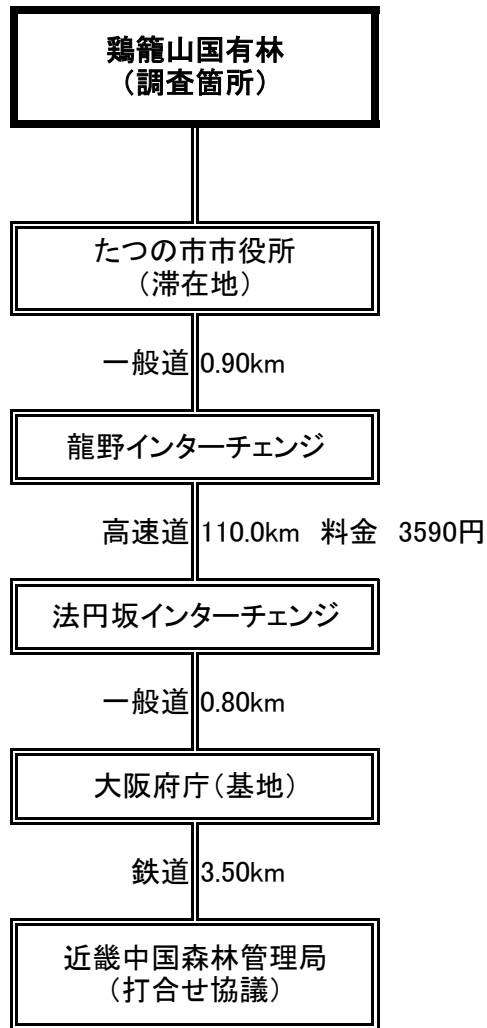 鶏籠山国有林
（調査箇所）
たつの市市役所
（滞在地）
一般道 0.90km
龍野インターチェンジ
高速道 110.0km 料金 3590円
法円坂インターチェンジ
一般道 0.80km
大阪府庁（基地）
鉄道 3.50km
近畿中国森林管理局
（打合せ協議）